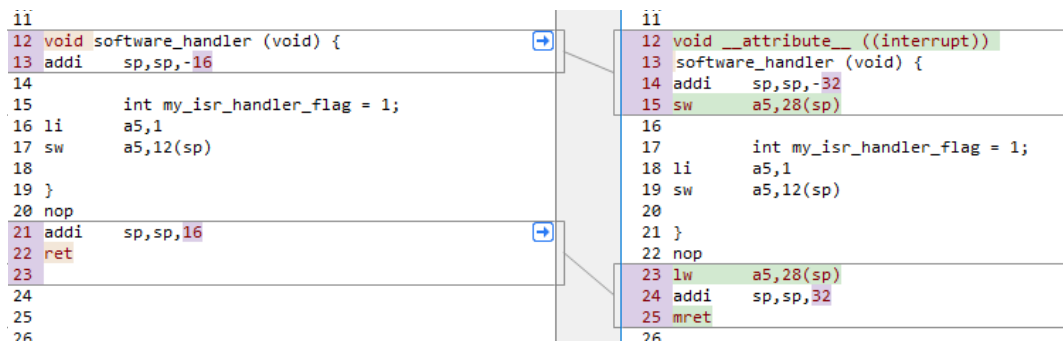 11
12 void software_handler (void) {
13 addi sp,sp,-16
14
15 int my_isr_handler_flag = 1;
16 li a5,1
17 sw a5,12(sp)
18
19 }
20 nop
21 addi sp,sp,16
22 ret
23
24
25
26
11
12 void __attribute__ ((interrupt))
13 software_handler (void) {
14 addi sp,sp,-32
15 sw a5,28(sp)
16
17 int my_isr_handler_flag = 1;
18 li a5,1
19 sw a5,12(sp)
20
21 }
22 nop
23 lw a5,28(sp)
24 addi sp,sp,32
25 mret
26